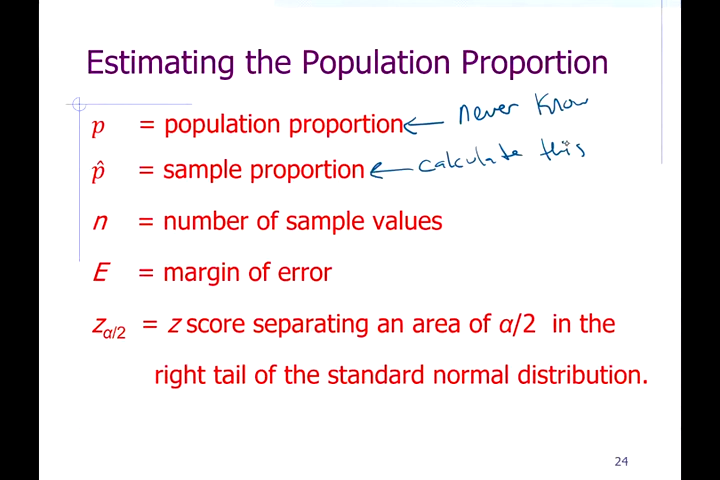 Estimating the Population Proportion
p = population proportion ← never know
p̂ = sample proportion ← calculate this
n = number of sample values
E = margin of error
zα/2 = z score separating an area of α/2 in the
right tail of the standard normal distribution.
24